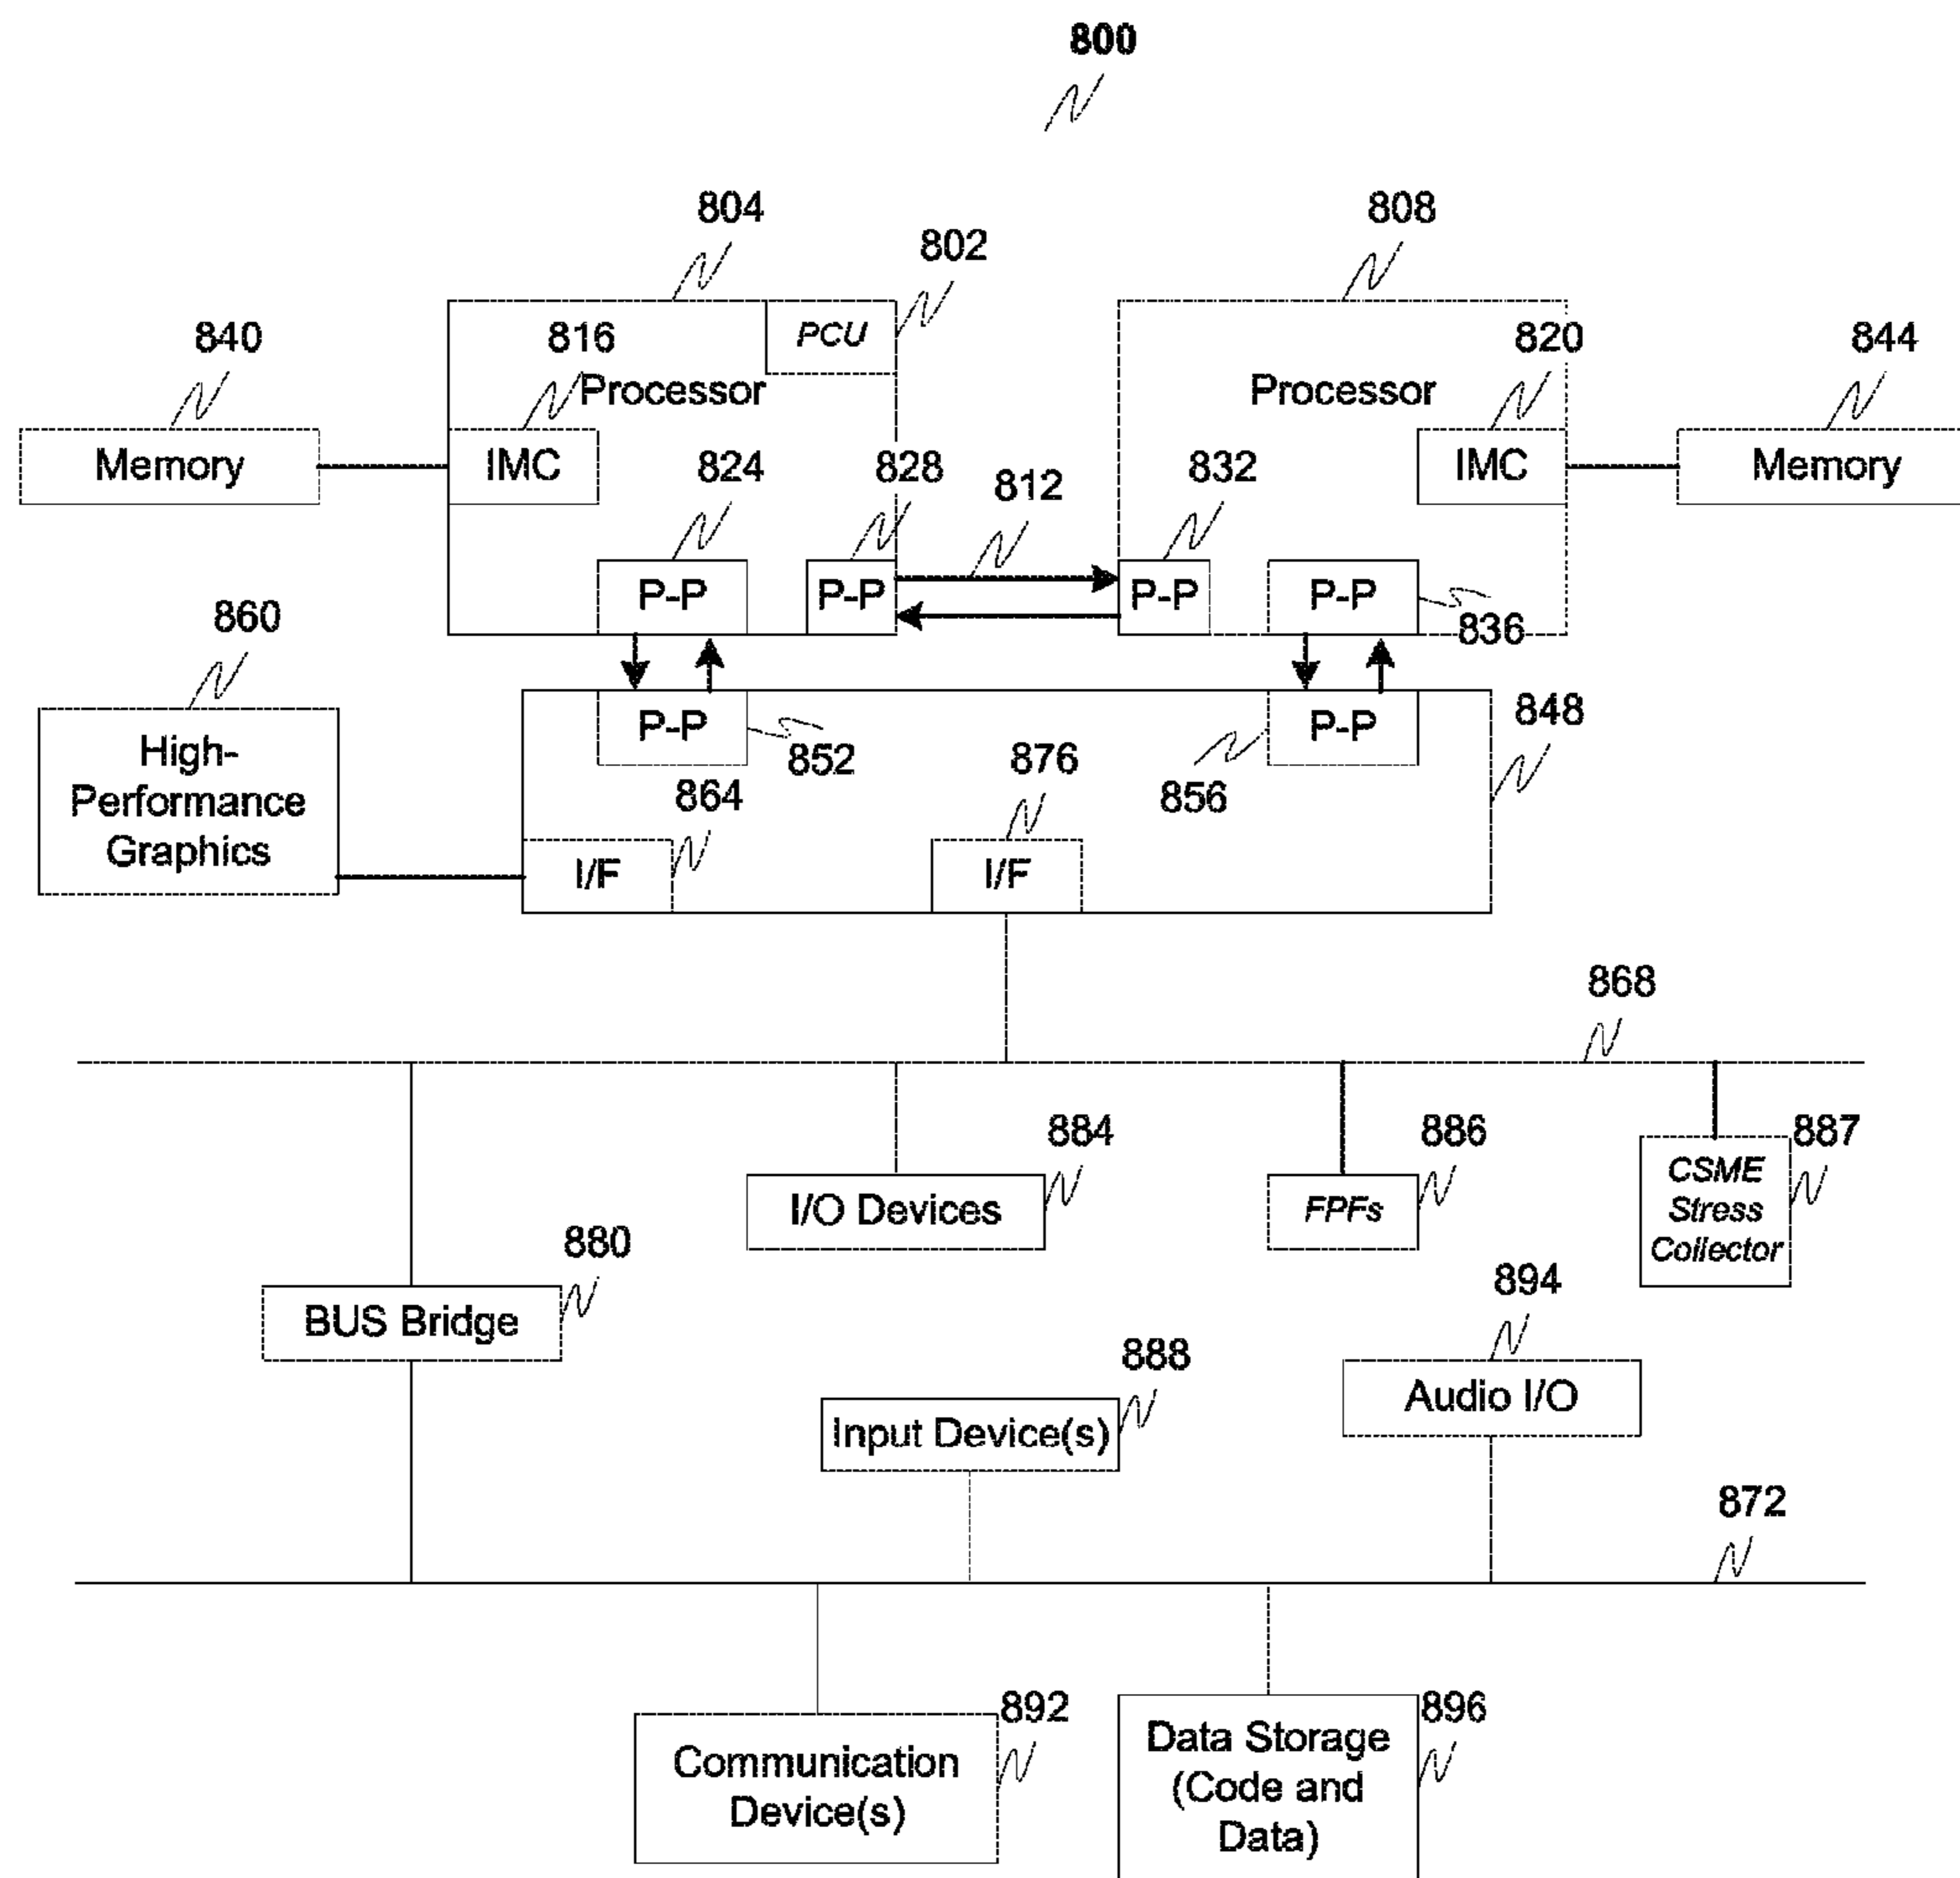 800
804
802
808
PCU
840
816
820
844
Processor
Processor
Memory
IMC
824
828
812
832
IMC
Memory
P-P
P-P
P-P
P-P
836
860
P-P
852
P-P
856
848
High-
Performance
Graphics
864
876
I/F
I/F
868
884
886
887
I/O Devices
FPFs
CSME
Stress
Collector
880
BUS Bridge
894
888
Audio I/O
Input Device(s)
872
892
896
Communication
Device(s)
Data Storage
(Code and
Data)